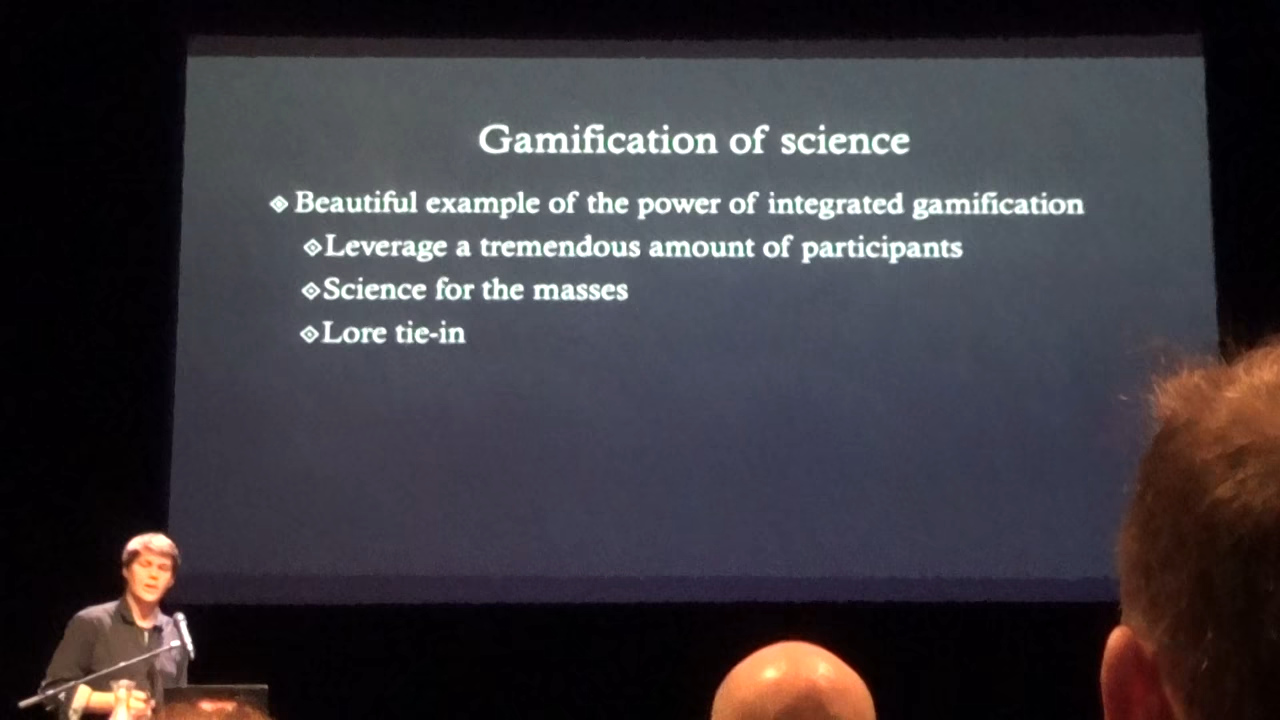 Gamification of science
Beautiful example of the power of integrated gamification
Leverage a tremendous amount of participants
Science for the masses
Lore tie-in